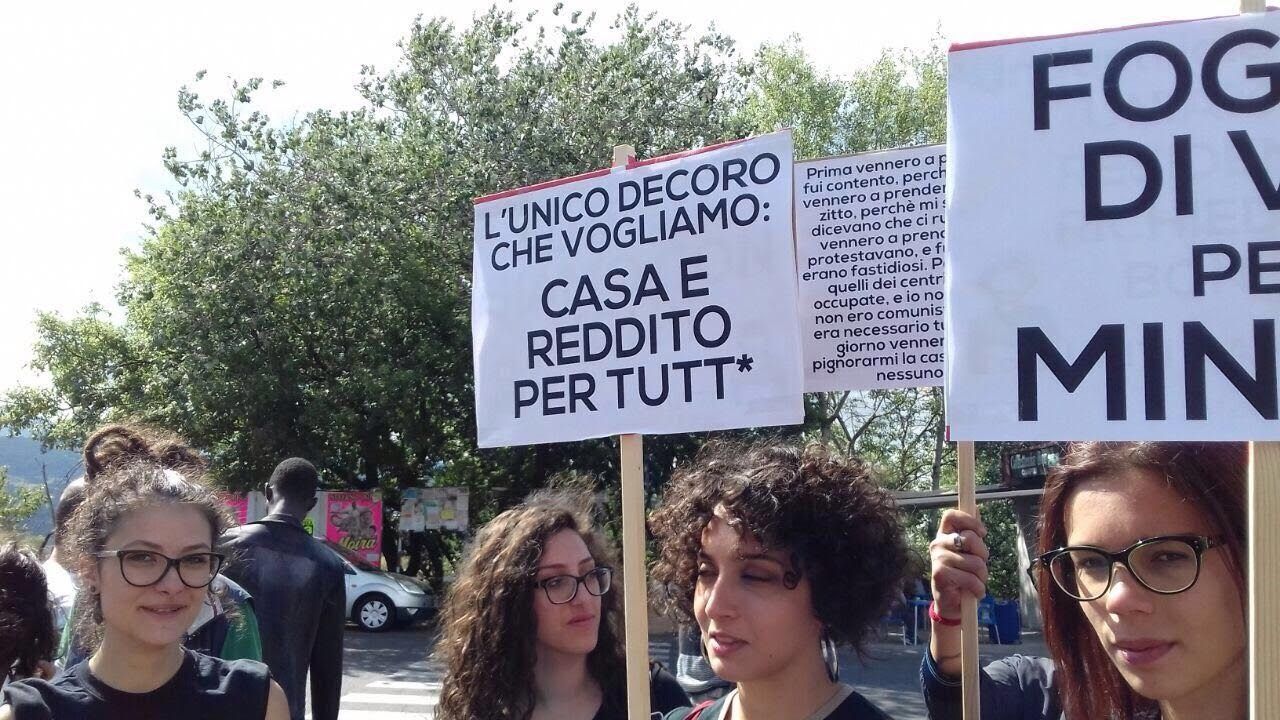 L'UNICO DECORO
CHE VOGLIAMO:
CASA E
REDDITO
PER TUTT*
Prima vennero a
fui contento, perch
vennero a prender
zitto, perchè mi s
dicevano che ci ru
vennero a prend
protestavano, e f
erano fastidiosi. P
quelli dei centr
occupate, e io no
non ero comunis
era necessario tu
giorno venner
pignorarmi la cas
nessuno
FOG
DI V
PE
MIN